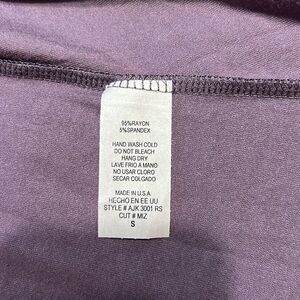 95%RAYON
5%SPANDEX
HAND WASH COLD
DO NOT BLEACH
HANG DRY
LAVE FRIO A MANO
NO USAR CLORO
SECAR COLGADO
MADE IN U.S.A.
HECHO EN EE UU
STYLE # AJK 3001 RS
CUT # MIZ
S